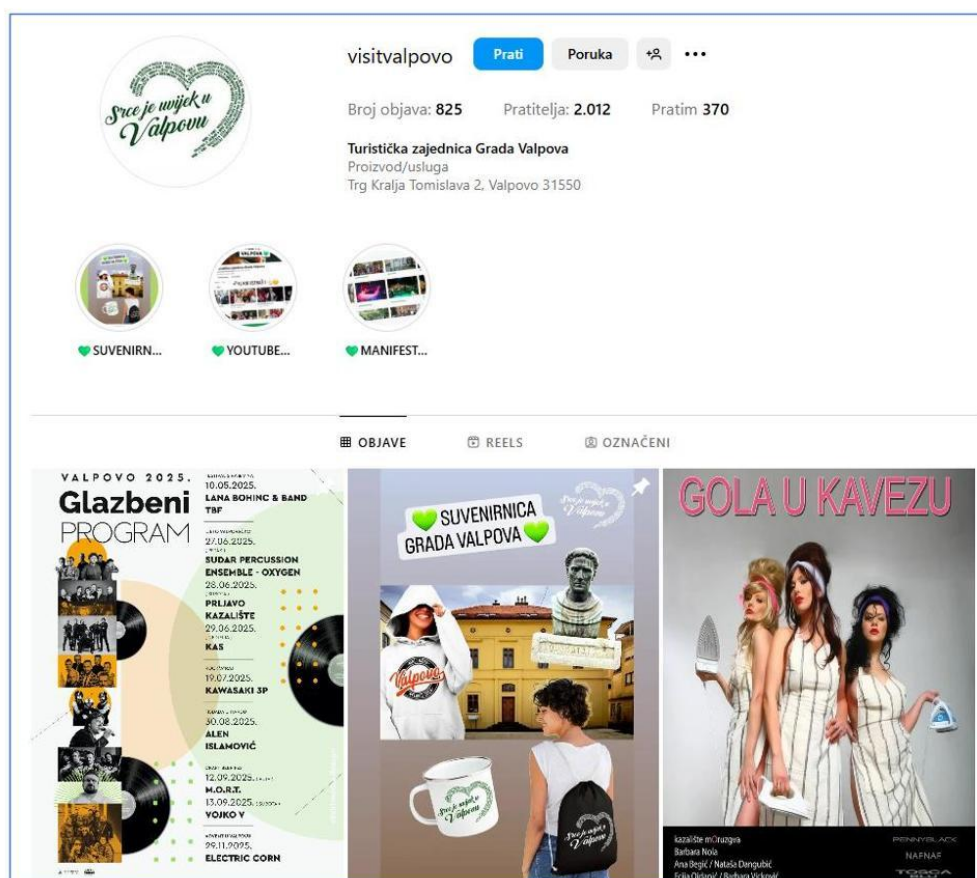 Srce je uvijek u
Valpovu
visitvalpovo
Prati
Poruka
Broj objava: 825 Pratitelja: 2.012 Pratim 370
Turistička zajednica Grada Valpova
Proizvod/usluga
Trg Kralja Tomislava 2, Valpovo 31550
SUVENIRN...
YOUTUBE...
MANIFEST...
OBJAVE
REELS
OZNAČENI
VALPOVO 2025.
Glazbeni
PROGRAM
10.05.2025.
LANA BOHINC & BAND
TBF
27.06.2025.
SUDAR PERCUSSION
ENSEMBLE - OXYGEN
28.06.2025.
PRLJAVO
KAZALIŠTE
29.06.2025.
KAS
19.07.2025.
KAWASAKI 3P
30.08.2025.
ALEN
ISLAMOVIĆ
12.09.2025.
M.O.R.T.
13.09.2025.
VOJKO V
29.11.2025.
ELECTRIC CORN
Srce je uvijek u
Valpovu
SUVENIRNICA
GRADA VALPOVA
Valpovo
Srce je uvijek u
Valpovu
Srce je uvijek u
Valpovu
GOLA U KAVEZU
kazalište mOruzgva
Barbara Nola
Ana Begić / Nataša Dangubić
PENNYBLACK
NAFNAF
TOSCA
BLU